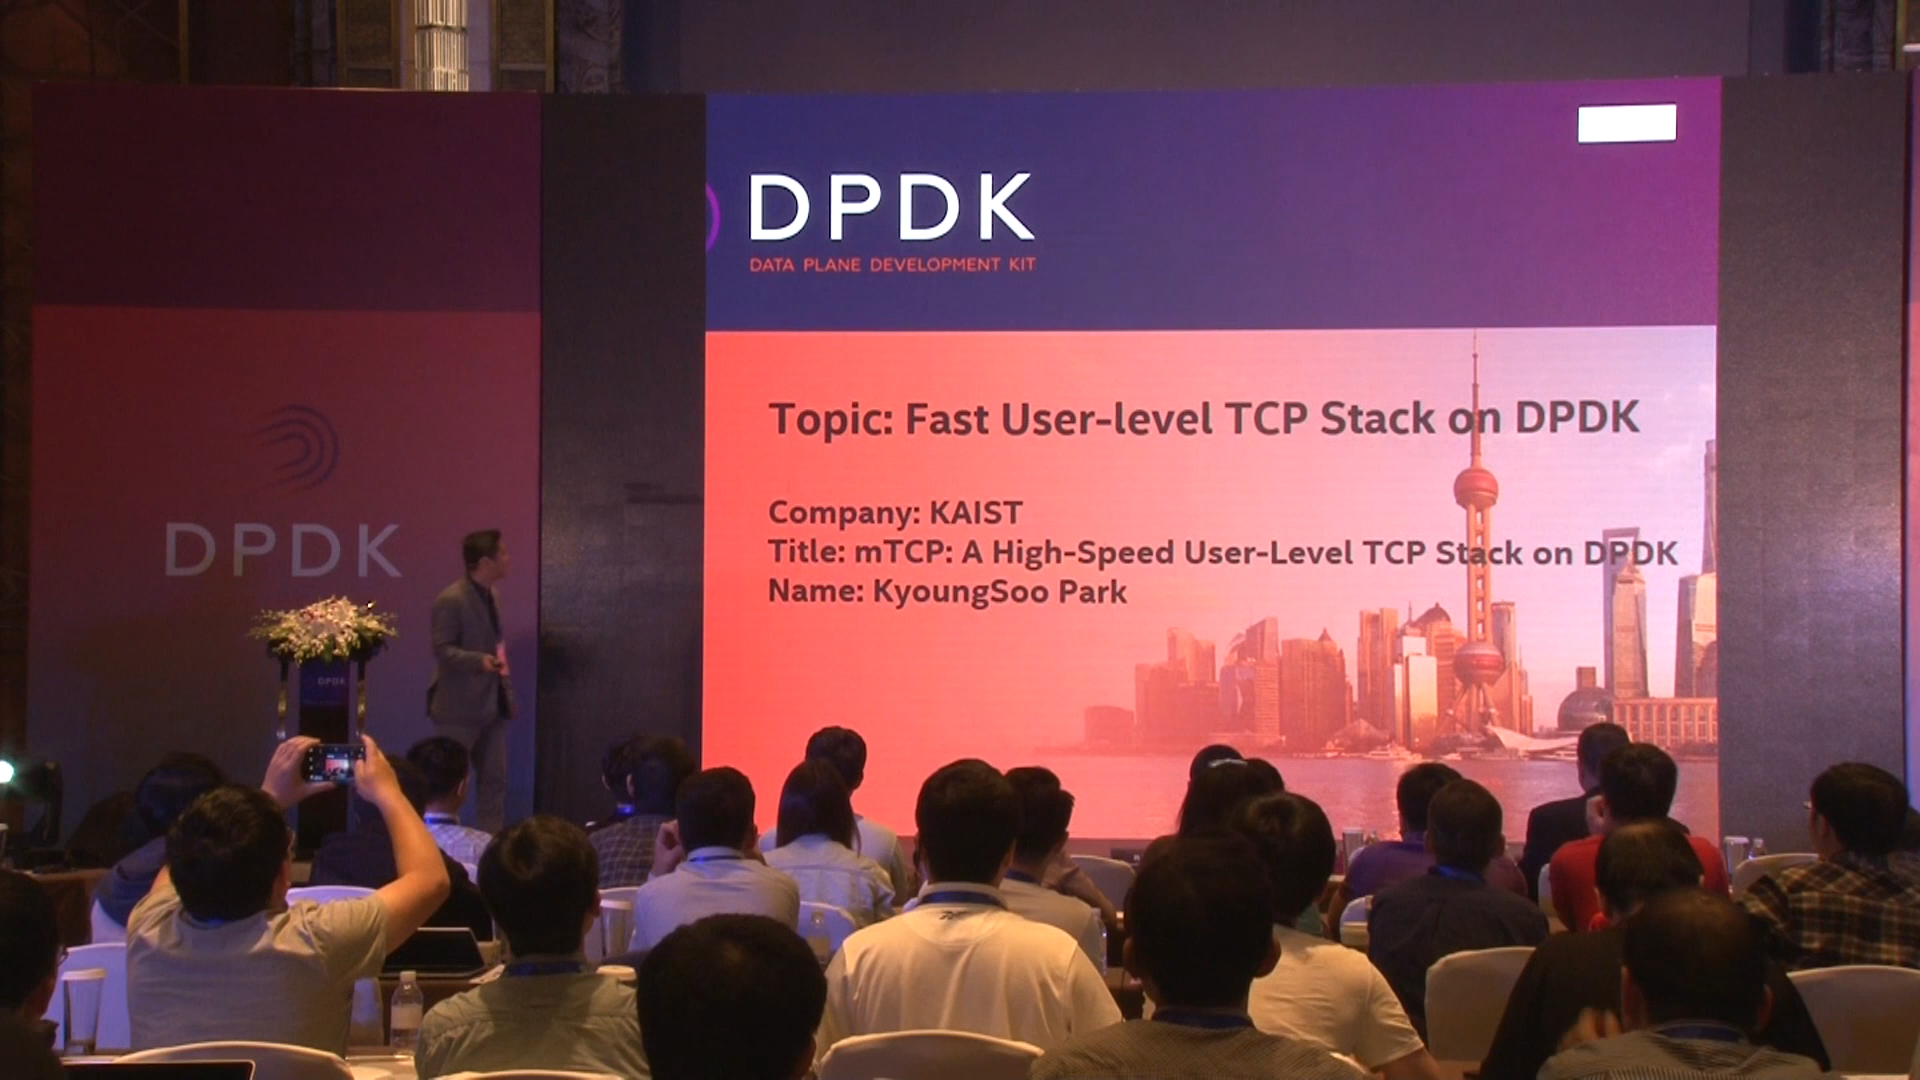 DPDK
DATA PLANE DEVELOPMENT KIT
Topic: Fast User-level TCP Stack on DPDK
Company: KAIST
Title: mTCP: A High-Speed User-Level TCP Stack on DPDK
Name: KyoungSoo Park
DPDK
DPDK